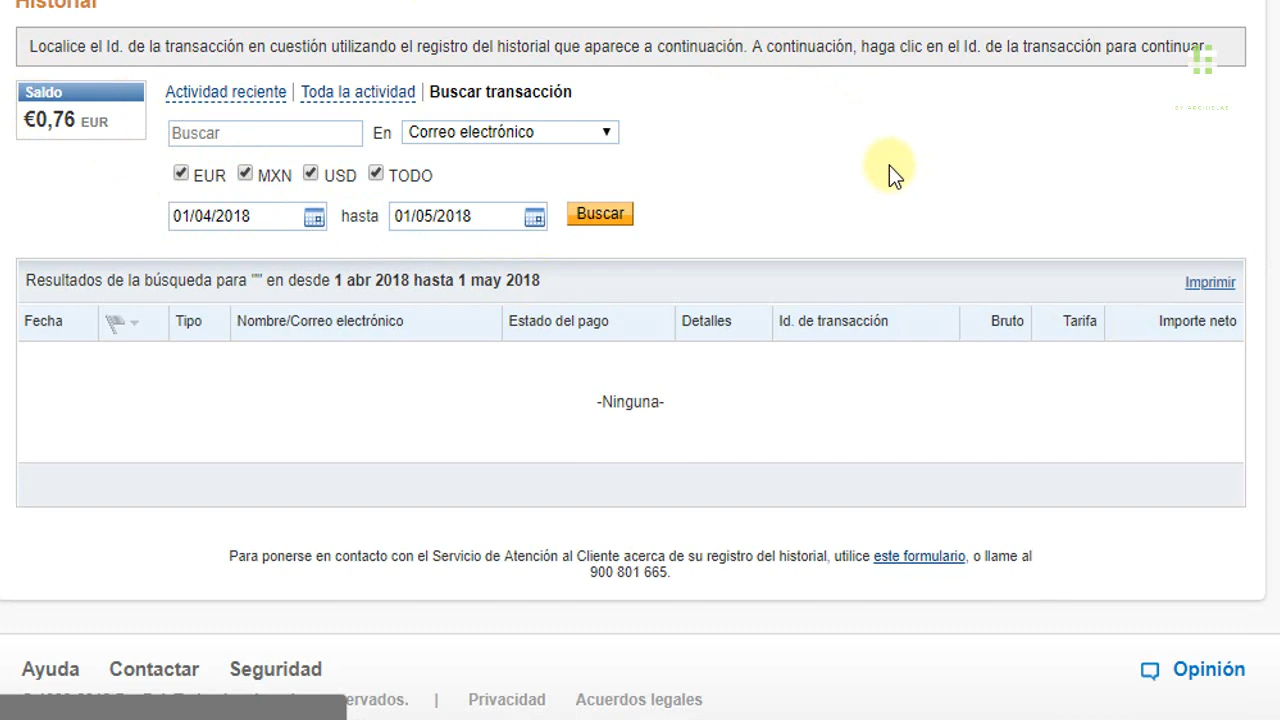 Historial
Localice el Id. de la transacción en cuestión utilizando el registro del historial que aparece a continuación. A continuación, haga clic en el Id. de la transacción para continuar
Saldo
€0,76 EUR
Actividad reciente | Toda la actividad | Buscar transacción
Buscar En Correo electrónico
EUR MXN USD TODO
01/04/2018 hasta 01/05/2018 Buscar
Resultados de la búsqueda para "" en desde 1 abr 2018 hasta 1 may 2018
Imprimir
Fecha Tipo Nombre/Correo electrónico Estado del pago Detalles Id. de transacción Bruto Tarifa Importe neto
-Ninguna-
Para ponerse en contacto con el Servicio de Atención al Cliente acerca de su registro del historial, utilice este formulario, o llame al
900 801 665.
Ayuda Contactar Seguridad
Opinión
ervados. | Privacidad Acuerdos legales